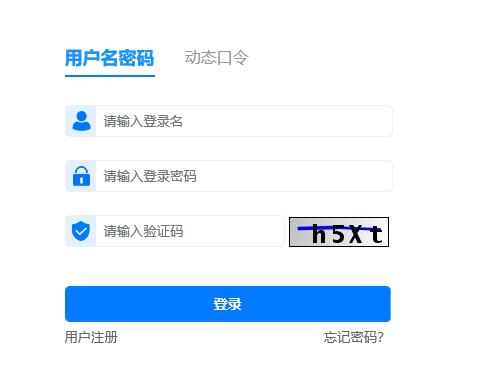 用户名密码 动态口令
请输入登录名
请输入登录密码
请输入验证码 h5Xt
登录
用户注册 忘记密码?